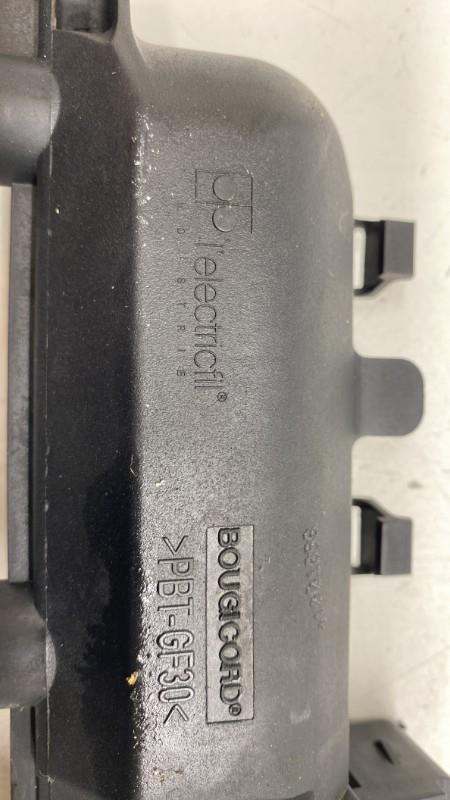 l'electricfil®
INDUSTRIE
BOUGICORD®
>PBT-GF30<